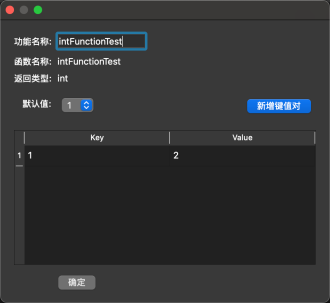 功能名称: intFunctionTest
函数名称: intFunctionTest
返回类型: int
默认值: 1 新增键值对
Key Value
1 1 2
确定